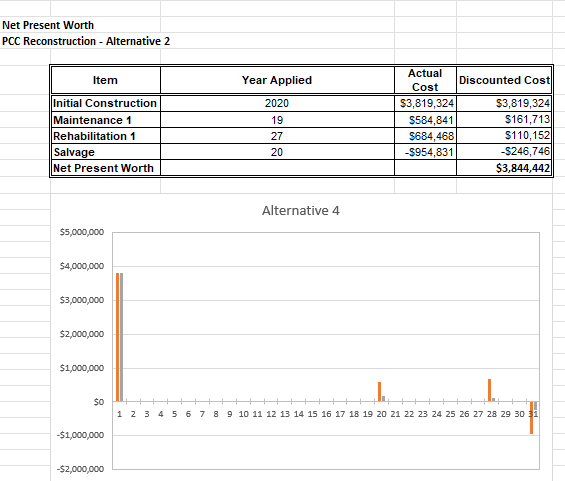 Net Present Worth
PCC Reconstruction - Alternative 2
Item Year Applied Actual Cost Discounted Cost
Initial Construction 2020 $3,819,324 $3,819,324
Maintenance 1 19 $584,841 $161,713
Rehabilitation 1 27 $684,468 $110,152
Salvage 20 -$954,831 -$246,746
Net Present Worth $3,844,442
Alternative 4
$5,000,000
$4,000,000
$3,000,000
$2,000,000
$1,000,000
$0
1 2 3 4 5 6 7 8 9 10 11 12 13 14 15 16 17 18 19 20 21 22 23 24 25 26 27 28 29 30 31
-$1,000,000
-$2,000,000